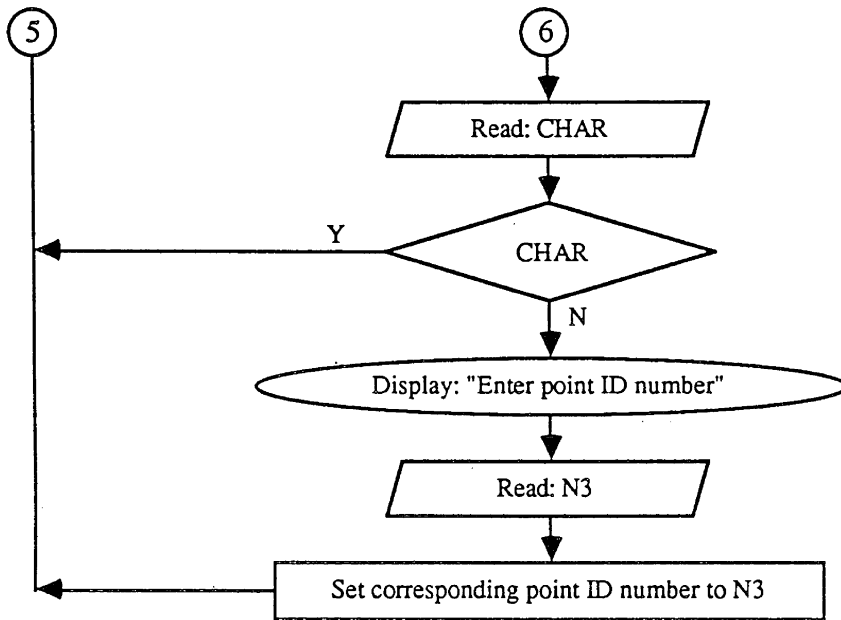 5
6
Read: CHAR
Y
CHAR
N
Display: "Enter point ID number"
Read: N3
Set corresponding point ID number to N3